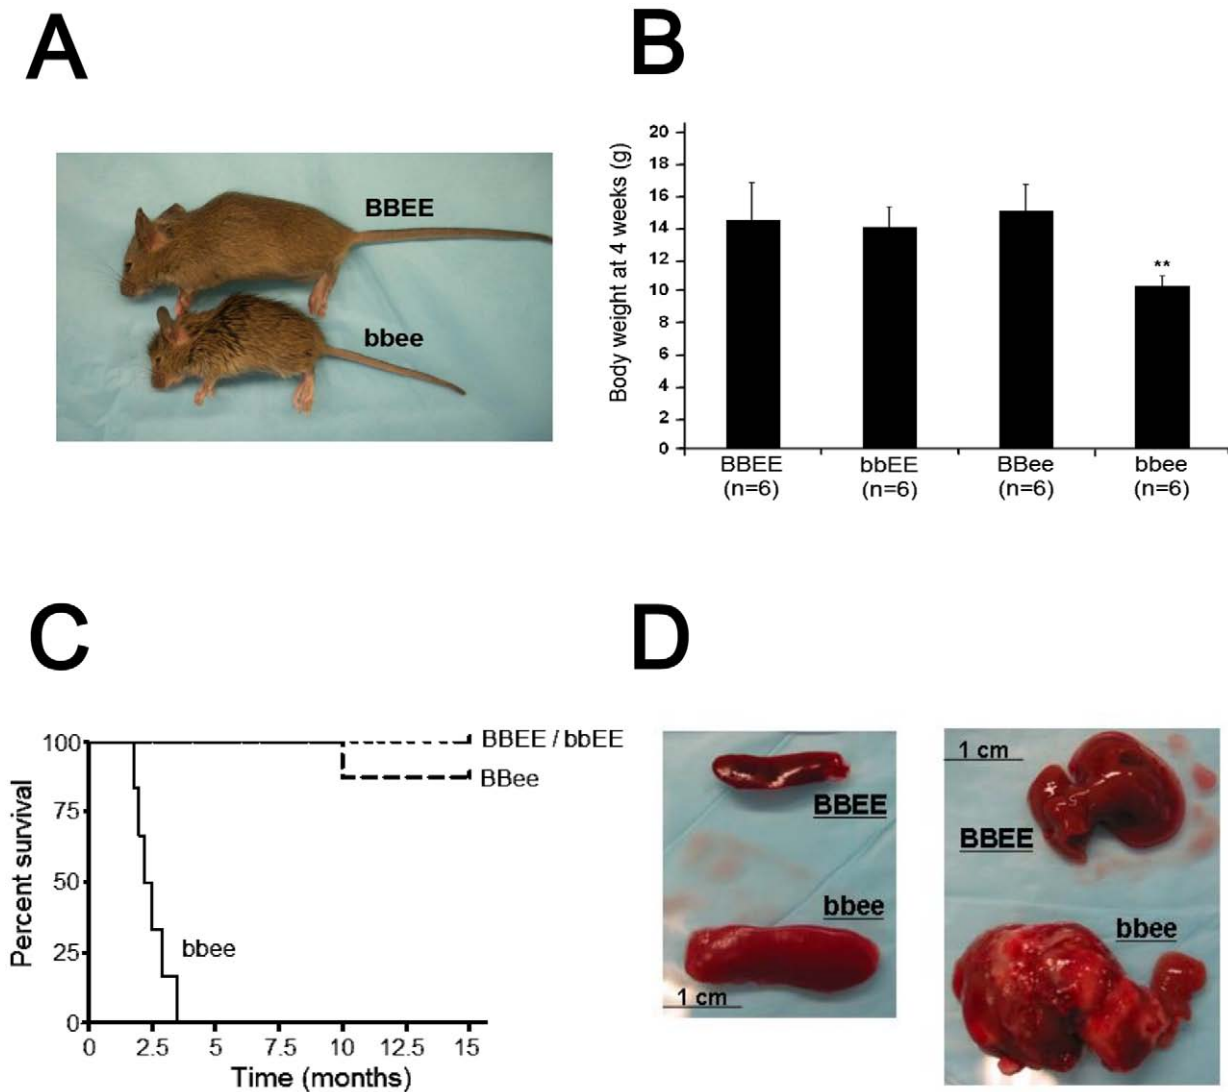 A
BBEE
bbee
B
Body weight at 4 weeks (g)
20
18
16
14
12
10
8
6
4
2
0
**
BBEE
(n=6)
bbEE
(n=6)
BBee
(n=6)
bbee
(n=6)
C
Percent survival
100
75
50
25
0
BBEE / bbEE
BBee
bbee
0 2.5 5 7.5 10 12.5 15
Time (months)
D
BBEE
bbee
1 cm
1 cm
BBEE
bbee